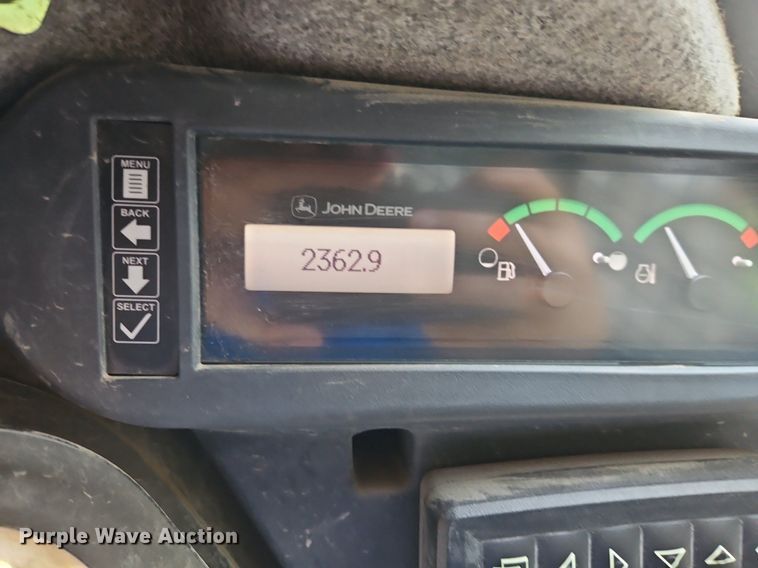 MENU
BACK
NEXT
SELECT
JOHN DEERE
2362.9
Purple Wave Auction